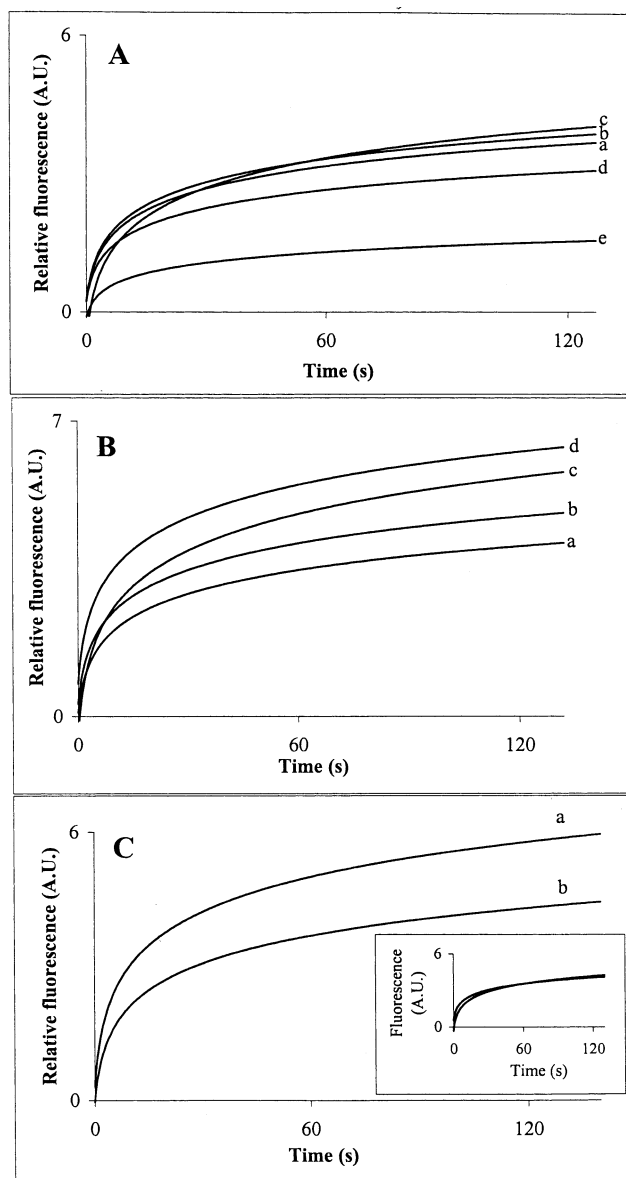 A
Relative fluorescence (A.U.)
6
0
c
b
a
d
e
0 60 120
Time (s)
B
Relative fluorescence (A.U.)
7
0
d
c
b
a
0 60 120
Time (s)
C
Relative fluorescence (A.U.)
6
0
a
b
0 60 120
Time (s)
Fluorescence
(A.U.)
6
0
0 60 120
Time (s)